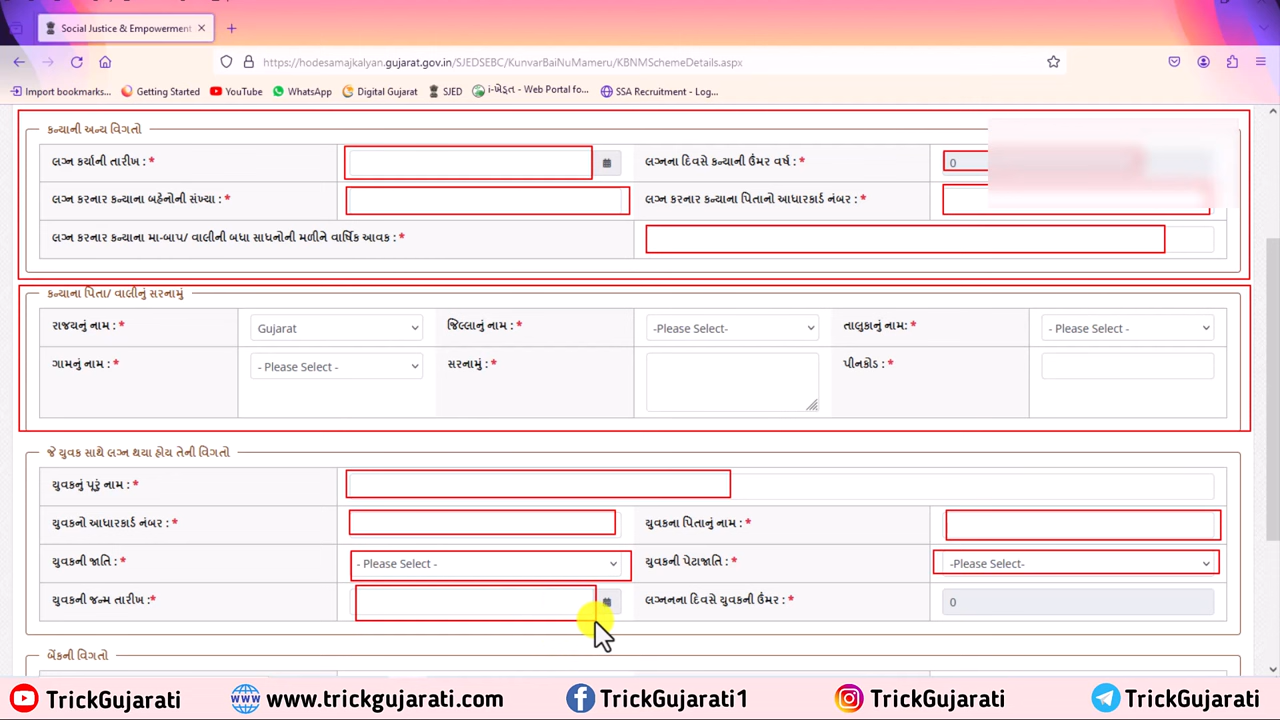 Social Justice & Empowerment
https://hodesamajkalyan.gujarat.gov.in/SJEDSEBC/KunvarBaiNuMameru/KBNMSchemeDetails.aspx
Import bookmarks... Getting Started YouTube WhatsApp Digital Gujarat SJED i-ખેડૂત - Web Portal fo... SSA Recruitment - Log...
કન્યાની અન્ય વિગતો
લગ્ન કર્યાની તારીખ : * લગ્નના દિવસે કન્યાની ઉંમર વર્ષ : * 0
લગ્ન કરનાર કન્યાના બહેનોની સંખ્યા : * લગ્ન કરનાર કન્યાના પિતાનો આધારકાર્ડ નંબર : *
લગ્ન કરનાર કન્યાના મા-બાપ/ વાલીની બધા સાધનોની મળીને વાર્ષિક આવક : *
કન્યાના પિતા/ વાલીનું સરનામું
રાજયનું નામ : * Gujarat જિલ્લાનું નામ : * -Please Select- તાલુકાનું નામ: * - Please Select -
ગામનું નામ : * - Please Select - સરનામું : * પીનકોડ : *
જે યુવક સાથે લગ્ન થયા હોય તેની વિગતો
યુવકનું પૂરું નામ : *
યુવકનો આધારકાર્ડ નંબર : * યુવકના પિતાનું નામ : *
યુવકની જાતિ : * - Please Select - યુવકની પેટાજાતિ : * -Please Select-
યુવકની જન્મ તારીખ :* લગ્નનના દિવસે યુવકની ઉંમર : * 0
બેંકની વિગતો
TrickGujarati www.trickgujarati.com TrickGujarati1 TrickGujarati TrickGujarati